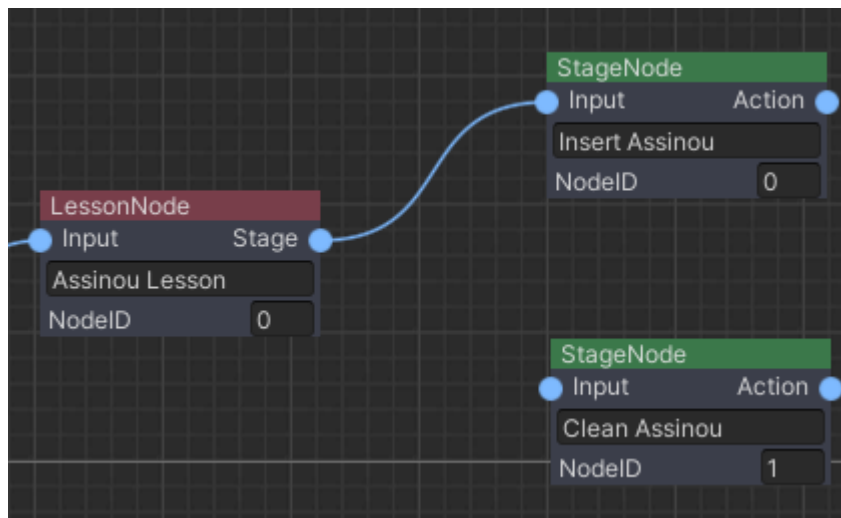 StageNode
Input Action
Insert Assinou
NodeID 0
LessonNode
Input Stage
Assinou Lesson
NodeID 0
StageNode
Input Action
Clean Assinou
NodeID 1